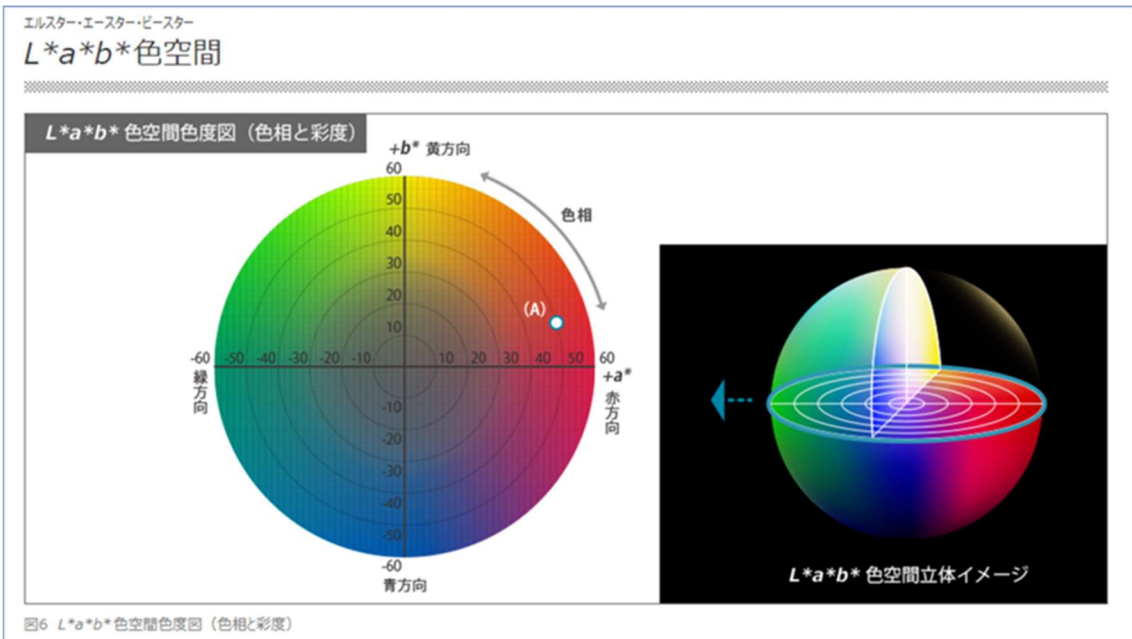 エルスター・エースター・ビースター
L*a*b*色空間
L*a*b* 色空間色度図（色相と彩度）
+b* 黄方向
60
50
40
30
20
10
色相
(A)
-60 -50 -40 -30 -20 -10 10 20 30 40 50 60
+a*
緑方向
赤方向
-10
-20
-30
-40
-50
-60
青方向
L*a*b* 色空間立体イメージ
図6 L*a*b*色空間色度図（色相と彩度）